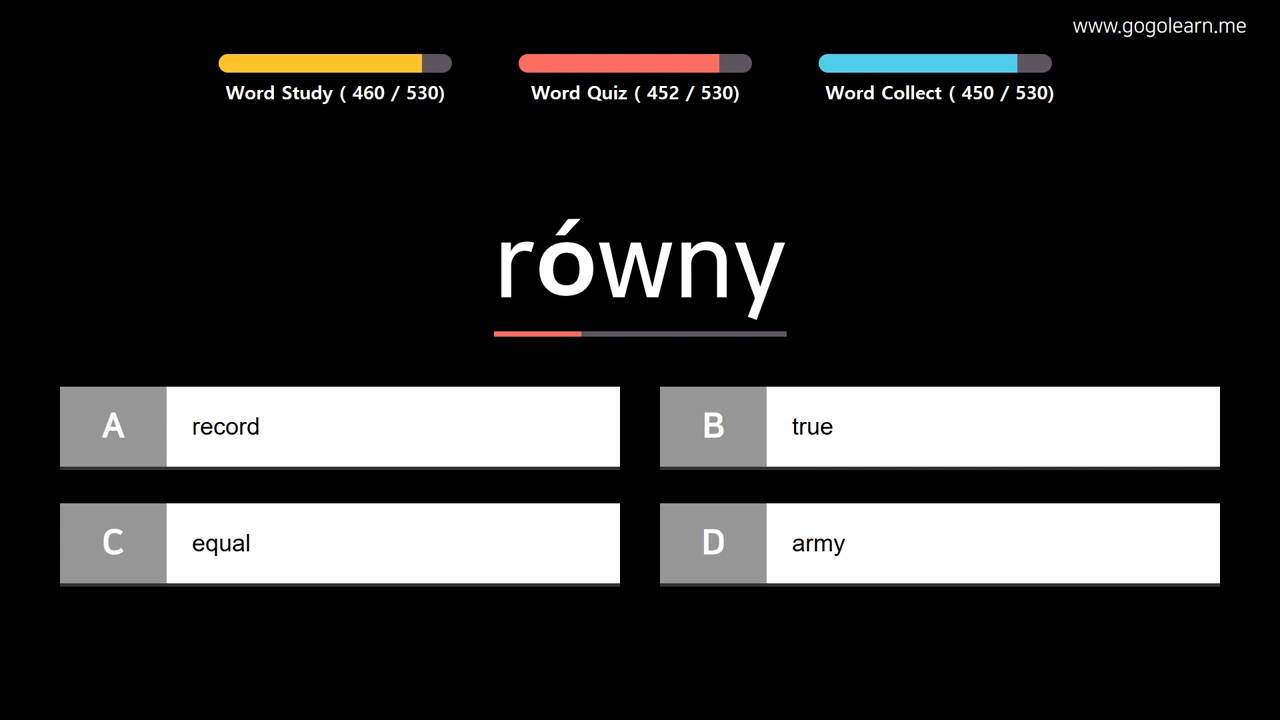 www.gogolearn.me
Word Study ( 460 / 530)
Word Quiz ( 452 / 530)
Word Collect ( 450 / 530)
równy
A record
B true
C equal
D army